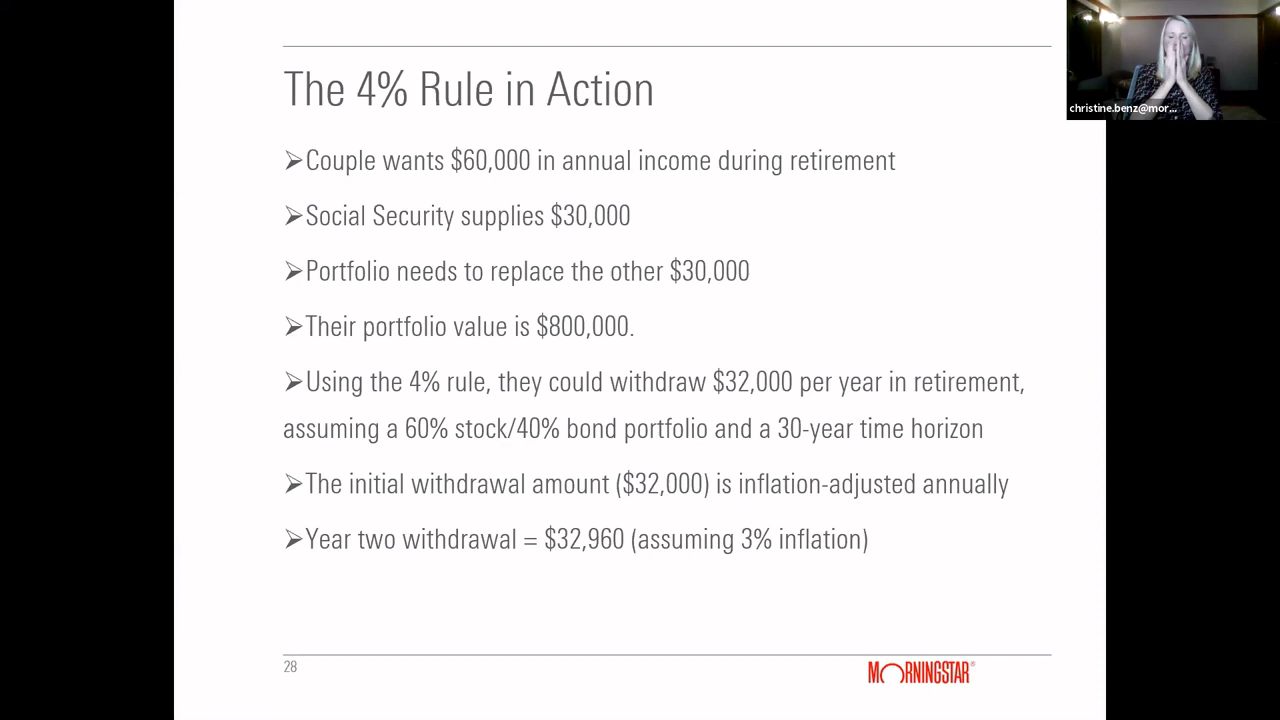 The 4% Rule in Action
➢Couple wants $60,000 in annual income during retirement
➢Social Security supplies $30,000
➢Portfolio needs to replace the other $30,000
➢Their portfolio value is $800,000.
➢Using the 4% rule, they could withdraw $32,000 per year in retirement,
assuming a 60% stock/40% bond portfolio and a 30-year time horizon
➢The initial withdrawal amount ($32,000) is inflation-adjusted annually
➢Year two withdrawal = $32,960 (assuming 3% inflation)
28
MORNINGSTAR®
christine.benz@mor...